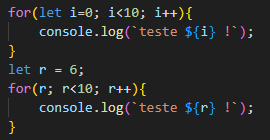 for(let i=0; i<10; i++){
    console.log(`teste ${i} !`);
}
let r = 6;
for(r; r<10; r++){
    console.log(`teste ${r} !`);
}